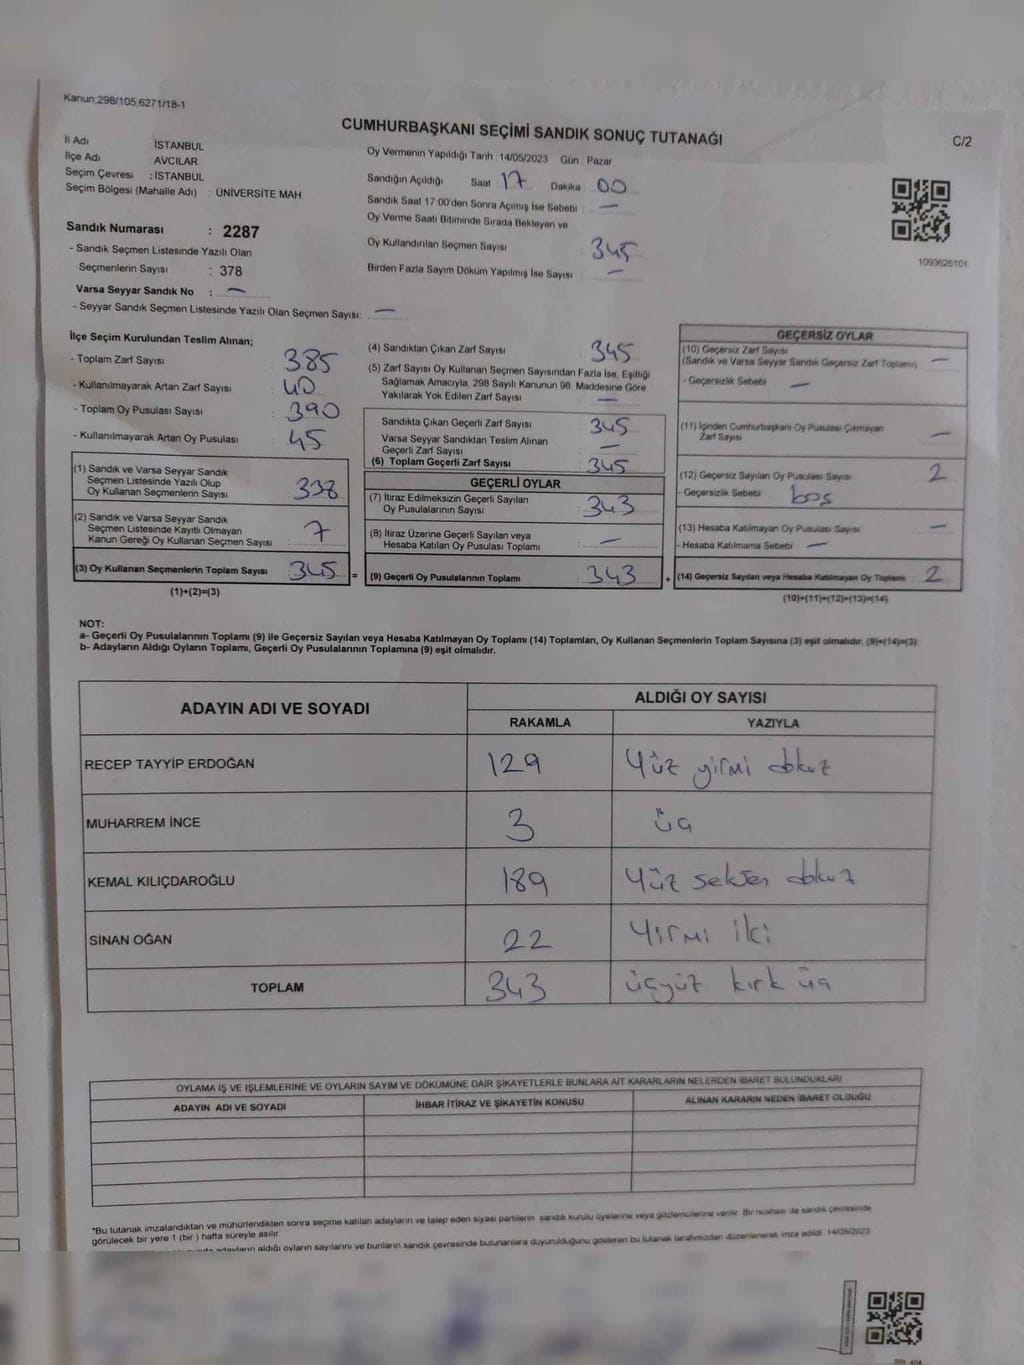 Kanun:298/105,6271/18-1
CUMHURBAŞKANI SEÇİMİ SANDIK SONUÇ TUTANAĞI
C/2
İl Adı İSTANBUL
İlçe Adı AVCILAR
Seçim Çevresi : İSTANBUL
Seçim Bölgesi (Mahalle Adı) : ÜNİVERSİTE MAH
Sandık Numarası : 2287
- Sandık Seçmen Listesinde Yazılı Olan
Seçmenlerin Sayısı : 378
Varsa Seyyar Sandık No : —
- Seyyar Sandık Seçmen Listesinde Yazılı Olan Seçmen Sayısı: —
Oy Vermenin Yapıldığı Tarih :14/05/2023 Gün : Pazar
Sandığın Açıldığı Saat 17 Dakika 00
Sandık Saat 17.00'den Sonra Açılmış İse Sebebi : —
Oy Verme Saati Bitiminde Sırada Bekleyen ve
Oy Kullandırılan Seçmen Sayısı 345
Birden Fazla Sayım Döküm Yapılmış İse Sayısı : —
1093626101
İlçe Seçim Kurulundan Teslim Alınan;
- Toplam Zarf Sayısı 385
- Kullanılmayarak Artan Zarf Sayısı : 40
- Toplam Oy Pusulası Sayısı : 390
- Kullanılmayarak Artan Oy Pusulası : 45
(1) Sandık ve Varsa Seyyar Sandık
Seçmen Listesinde Yazılı Olup
Oy Kullanan Seçmenlerin Sayısı 338
(2) Sandık ve Varsa Seyyar Sandık
Seçmen Listesinde Kayıtlı Olmayan
Kanun Gereği Oy Kullanan Seçmen Sayısı : 7
(3) Oy Kullanan Seçmenlerin Toplam Sayısı : 345 =
(1)+(2)=(3)
(4) Sandıktan Çıkan Zarf Sayısı : 345
(5) Zarf Sayısı Oy Kullanan Seçmen Sayısından Fazla İse, Eşitliği
Sağlamak Amacıyla, 298 Sayılı Kanunun 98. Maddesine Göre
Yakılarak Yok Edilen Zarf Sayısı : —
Sandıkta Çıkan Geçerli Zarf Sayısı : 345
Varsa Seyyar Sandıktan Teslim Alınan
Geçerli Zarf Sayısı : —
(6) Toplam Geçerli Zarf Sayısı : 345
GEÇERLİ OYLAR
(7) İtiraz Edilmeksizin Geçerli Sayılan
Oy Pusulalarının Sayısı : 343
(8) İtiraz Üzerine Geçerli Sayılan veya
Hesaba Katılan Oy Pusulası Toplamı : —
(9) Geçerli Oy Pusulalarının Toplamı : 343 +
GEÇERSİZ OYLAR
(10) Geçersiz Zarf Sayısı
(Sandık ve Varsa Seyyar Sandık Geçersiz Zarf Toplamı) —
- Geçersizlik Sebebi : —
(11) İçinden Cumhurbaşkanı Oy Pusulası Çıkmayan
Zarf Sayısı —
(12) Geçersiz Sayılan Oy Pusulası Sayısı 2
- Geçersizlik Sebebi boş
(13) Hesaba Katılmayan Oy Pusulası Sayısı —
- Hesaba Katılmama Sebebi : —
(14) Geçersiz Sayılan veya Hesaba Katılmayan Oy Toplamı 2
(10)+(11)+(12)+(13)=(14)
NOT:
a- Geçerli Oy Pusulalarının Toplamı (9) ile Geçersiz Sayılan veya Hesaba Katılmayan Oy Toplamı (14) Toplamları, Oy Kullanan Seçmenlerin Toplam Sayısına (3) eşit olmalıdır. (9)+(14)=(3)
b- Adayların Aldığı Oyların Toplamı, Geçerli Oy Pusulalarının Toplamına (9) eşit olmalıdır.
ADAYIN ADI VE SOYADI ALDIĞI OY SAYISI
RAKAMLA YAZIYLA
RECEP TAYYİP ERDOĞAN 129 Yüz yirmi dokuz
MUHARREM İNCE 3 üç
KEMAL KILIÇDAROĞLU 189 Yüz seksen dokuz
SİNAN OĞAN 22 Yirmi iki
TOPLAM 343 üçyüz kırk üç
OYLAMA İŞ VE İŞLEMLERİNE VE OYLARIN SAYIM VE DÖKÜMÜNE DAİR ŞİKAYETLERLE BUNLARA AİT KARARLARIN NELERDEN İBARET BULUNDUKLARI
ADAYIN ADI VE SOYADI İHBAR İTİRAZ VE ŞİKAYETİN KONUSU ALINAN KARARIN NEDEN İBARET OLDUĞU
*Bu tutanak imzalandıktan ve mühürlendikten sonra seçime katılan adayların ve talep eden siyasi partilerin sandık kurulu üyelerine veya gözlemcilerine verilir. Bir nüshası da sandık çevresinde
görülecek bir yere 1 (bir) hafta süreyle asılır.
adayların aldığı oyların sayılarını ve bunların sandık çevresinde bulunanlara duyurulduğunu gösteren bu tutanak tarafımızdan düzenlenerek imza edildi. 14/05/2023